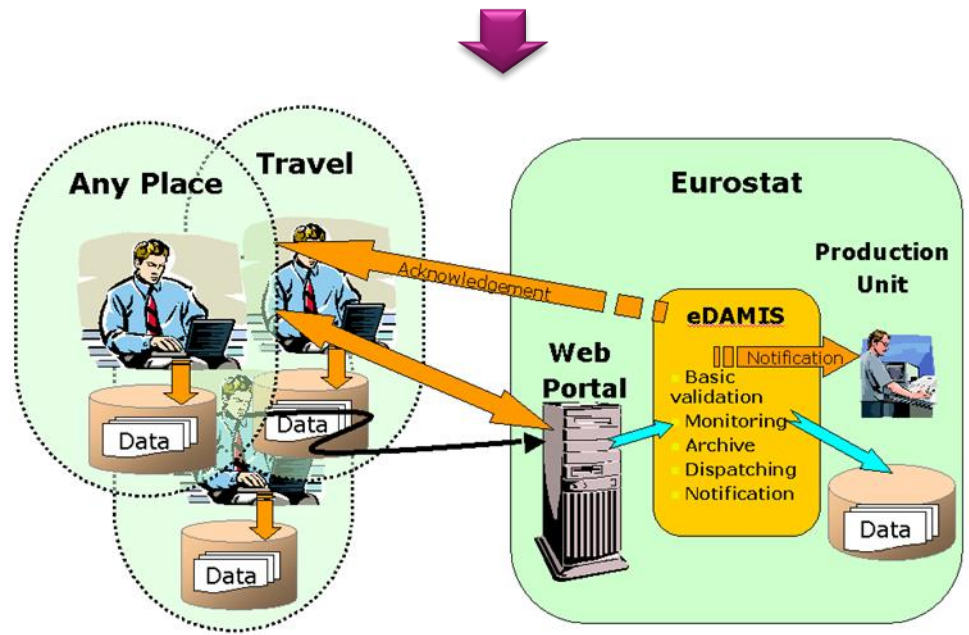 Any Place
Travel
Data
Data
Data
Acknowledgement
Eurostat
Production
Unit
Web
Portal
eDAMIS
Notification
Basic
validation
Monitoring
Archive
Dispatching
Notification
Data